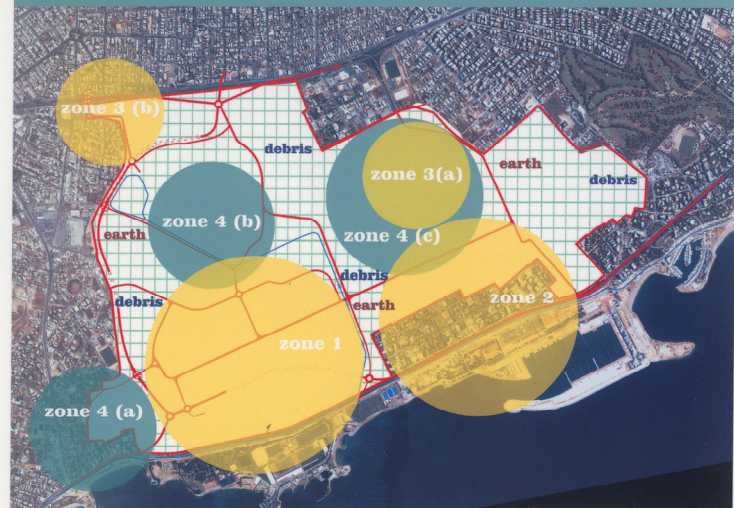 zone 3 (b)
debris
earth
zone 3(a)
debris
zone 4 (b)
earth
zone 4 (c)
debris
debris
earth
zone 2
zone 1
zone 4 (a)